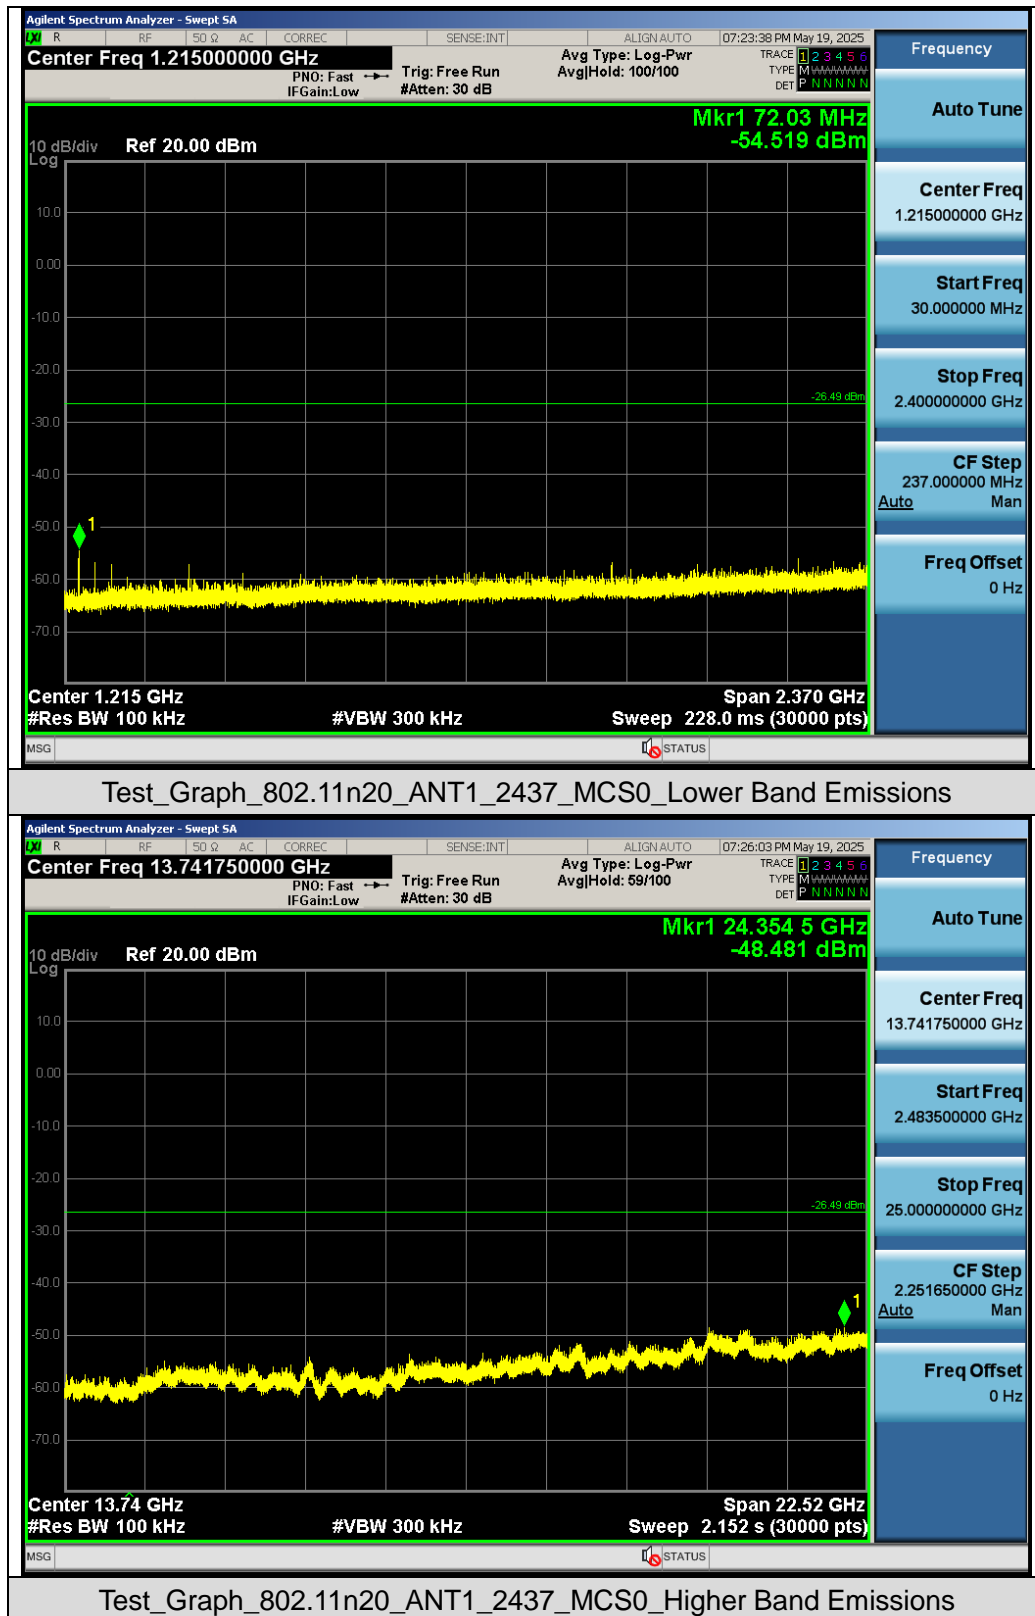 Agilent Spectrum Analyzer - Swept SA
LXI R RF 50 Ω AC CORREC SENSE:INT ALIGN AUTO 07:23:38 PM May 19, 2025
Center Freq 1.215000000 GHz
PNO: Fast
IFGain:Low
Trig: Free Run
#Atten: 30 dB
Avg Type: Log-Pwr
Avg|Hold: 100/100
TRACE 1 2 3 4 5 6
TYPE M
DET P N N N N N
Mkr1 72.03 MHz
-54.519 dBm
10 dB/div Ref 20.00 dBm
Log
10.0
0.00
-10.0
-20.0
-26.49 dBm
-30.0
-40.0
-50.0
1
-60.0
-70.0
Center 1.215 GHz Span 2.370 GHz
#Res BW 100 kHz #VBW 300 kHz Sweep 228.0 ms (30000 pts)
MSG STATUS
Frequency
Auto Tune
Center Freq
1.215000000 GHz
Start Freq
30.000000 MHz
Stop Freq
2.400000000 GHz
CF Step
237.000000 MHz
Auto Man
Freq Offset
0 Hz
Test_Graph_802.11n20_ANT1_2437_MCS0_Lower Band Emissions
Agilent Spectrum Analyzer - Swept SA
LXI R RF 50 Ω AC CORREC SENSE:INT ALIGN AUTO 07:26:03 PM May 19, 2025
Center Freq 13.741750000 GHz
PNO: Fast
IFGain:Low
Trig: Free Run
#Atten: 30 dB
Avg Type: Log-Pwr
Avg|Hold: 59/100
TRACE 1 2 3 4 5 6
TYPE M
DET P N N N N N
Mkr1 24.354 5 GHz
-48.481 dBm
10 dB/div Ref 20.00 dBm
Log
10.0
0.00
-10.0
-20.0
-26.49 dBm
-30.0
-40.0
1
-50.0
-60.0
-70.0
Center 13.74 GHz Span 22.52 GHz
#Res BW 100 kHz #VBW 300 kHz Sweep 2.152 s (30000 pts)
MSG STATUS
Frequency
Auto Tune
Center Freq
13.741750000 GHz
Start Freq
2.483500000 GHz
Stop Freq
25.000000000 GHz
CF Step
2.251650000 GHz
Auto Man
Freq Offset
0 Hz
Test_Graph_802.11n20_ANT1_2437_MCS0_Higher Band Emissions